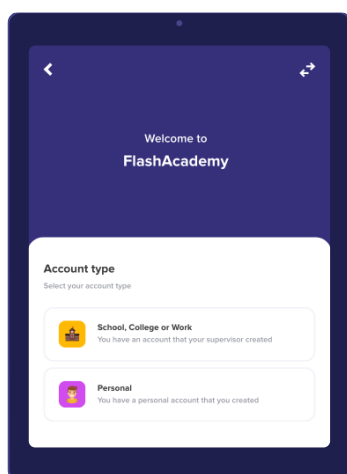 Welcome to
FlashAcademy
Account type
Select your account type
School, College or Work
You have an account that your supervisor created
Personal
You have a personal account that you created